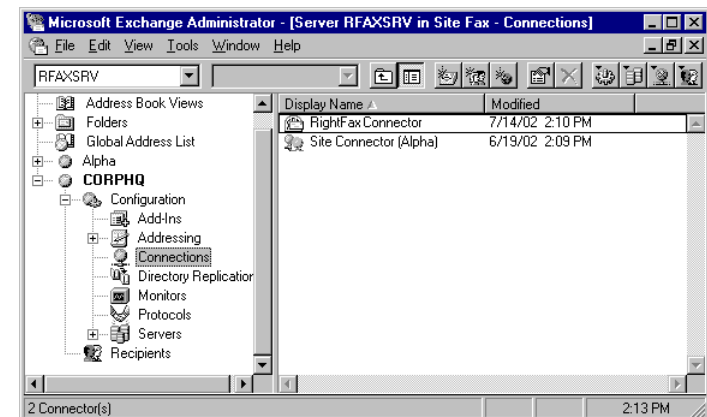 Microsoft Exchange Administrator - [Server RFAXSRV in Site Fax - Connections]
File Edit View Tools Window Help
RFAXSRV
Address Book Views
Folders
Global Address List
Alpha
CORPHQ
Configuration
Add-Ins
Addressing
Connections
Directory Replication
Monitors
Protocols
Servers
Recipients
Display Name Modified
RightFax Connector 7/14/02 2:10 PM
Site Connector (Alpha) 6/19/02 2:09 PM
2 Connector(s) 2:13 PM